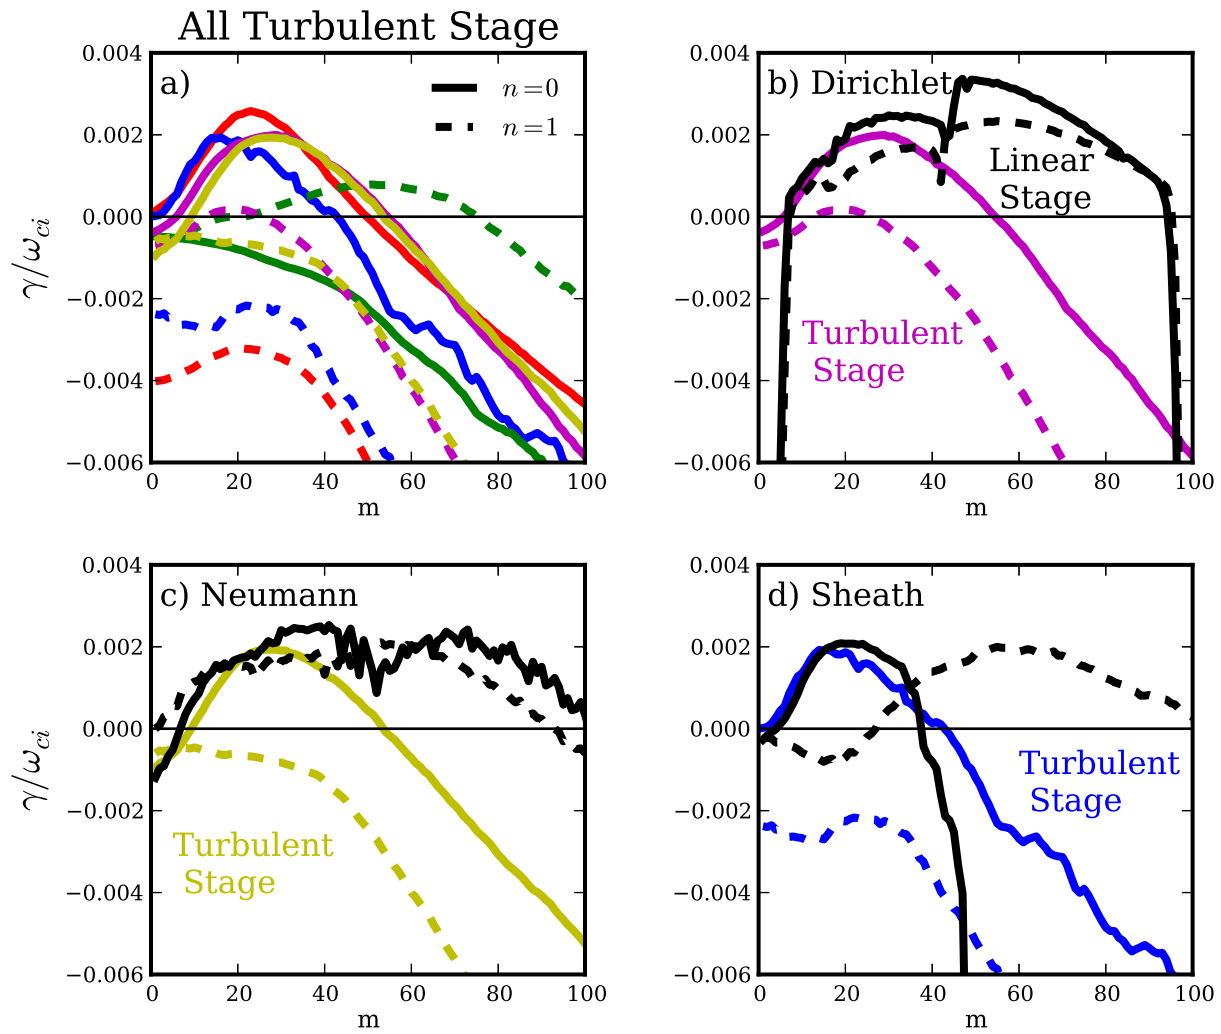 All Turbulent Stage
a)
n=0
n=1
0.004
0.002
0.000
−0.002
−0.004
−0.006
γ/ω_ci
0 20 40 60 80 100
m
b) Dirichlet
Linear
Stage
Turbulent
Stage
0.004
0.002
0.000
−0.002
−0.004
−0.006
0 20 40 60 80 100
m
c) Neumann
Turbulent
Stage
0.004
0.002
0.000
−0.002
−0.004
−0.006
γ/ω_ci
0 20 40 60 80 100
m
d) Sheath
Turbulent
Stage
0.004
0.002
0.000
−0.002
−0.004
−0.006
0 20 40 60 80 100
m